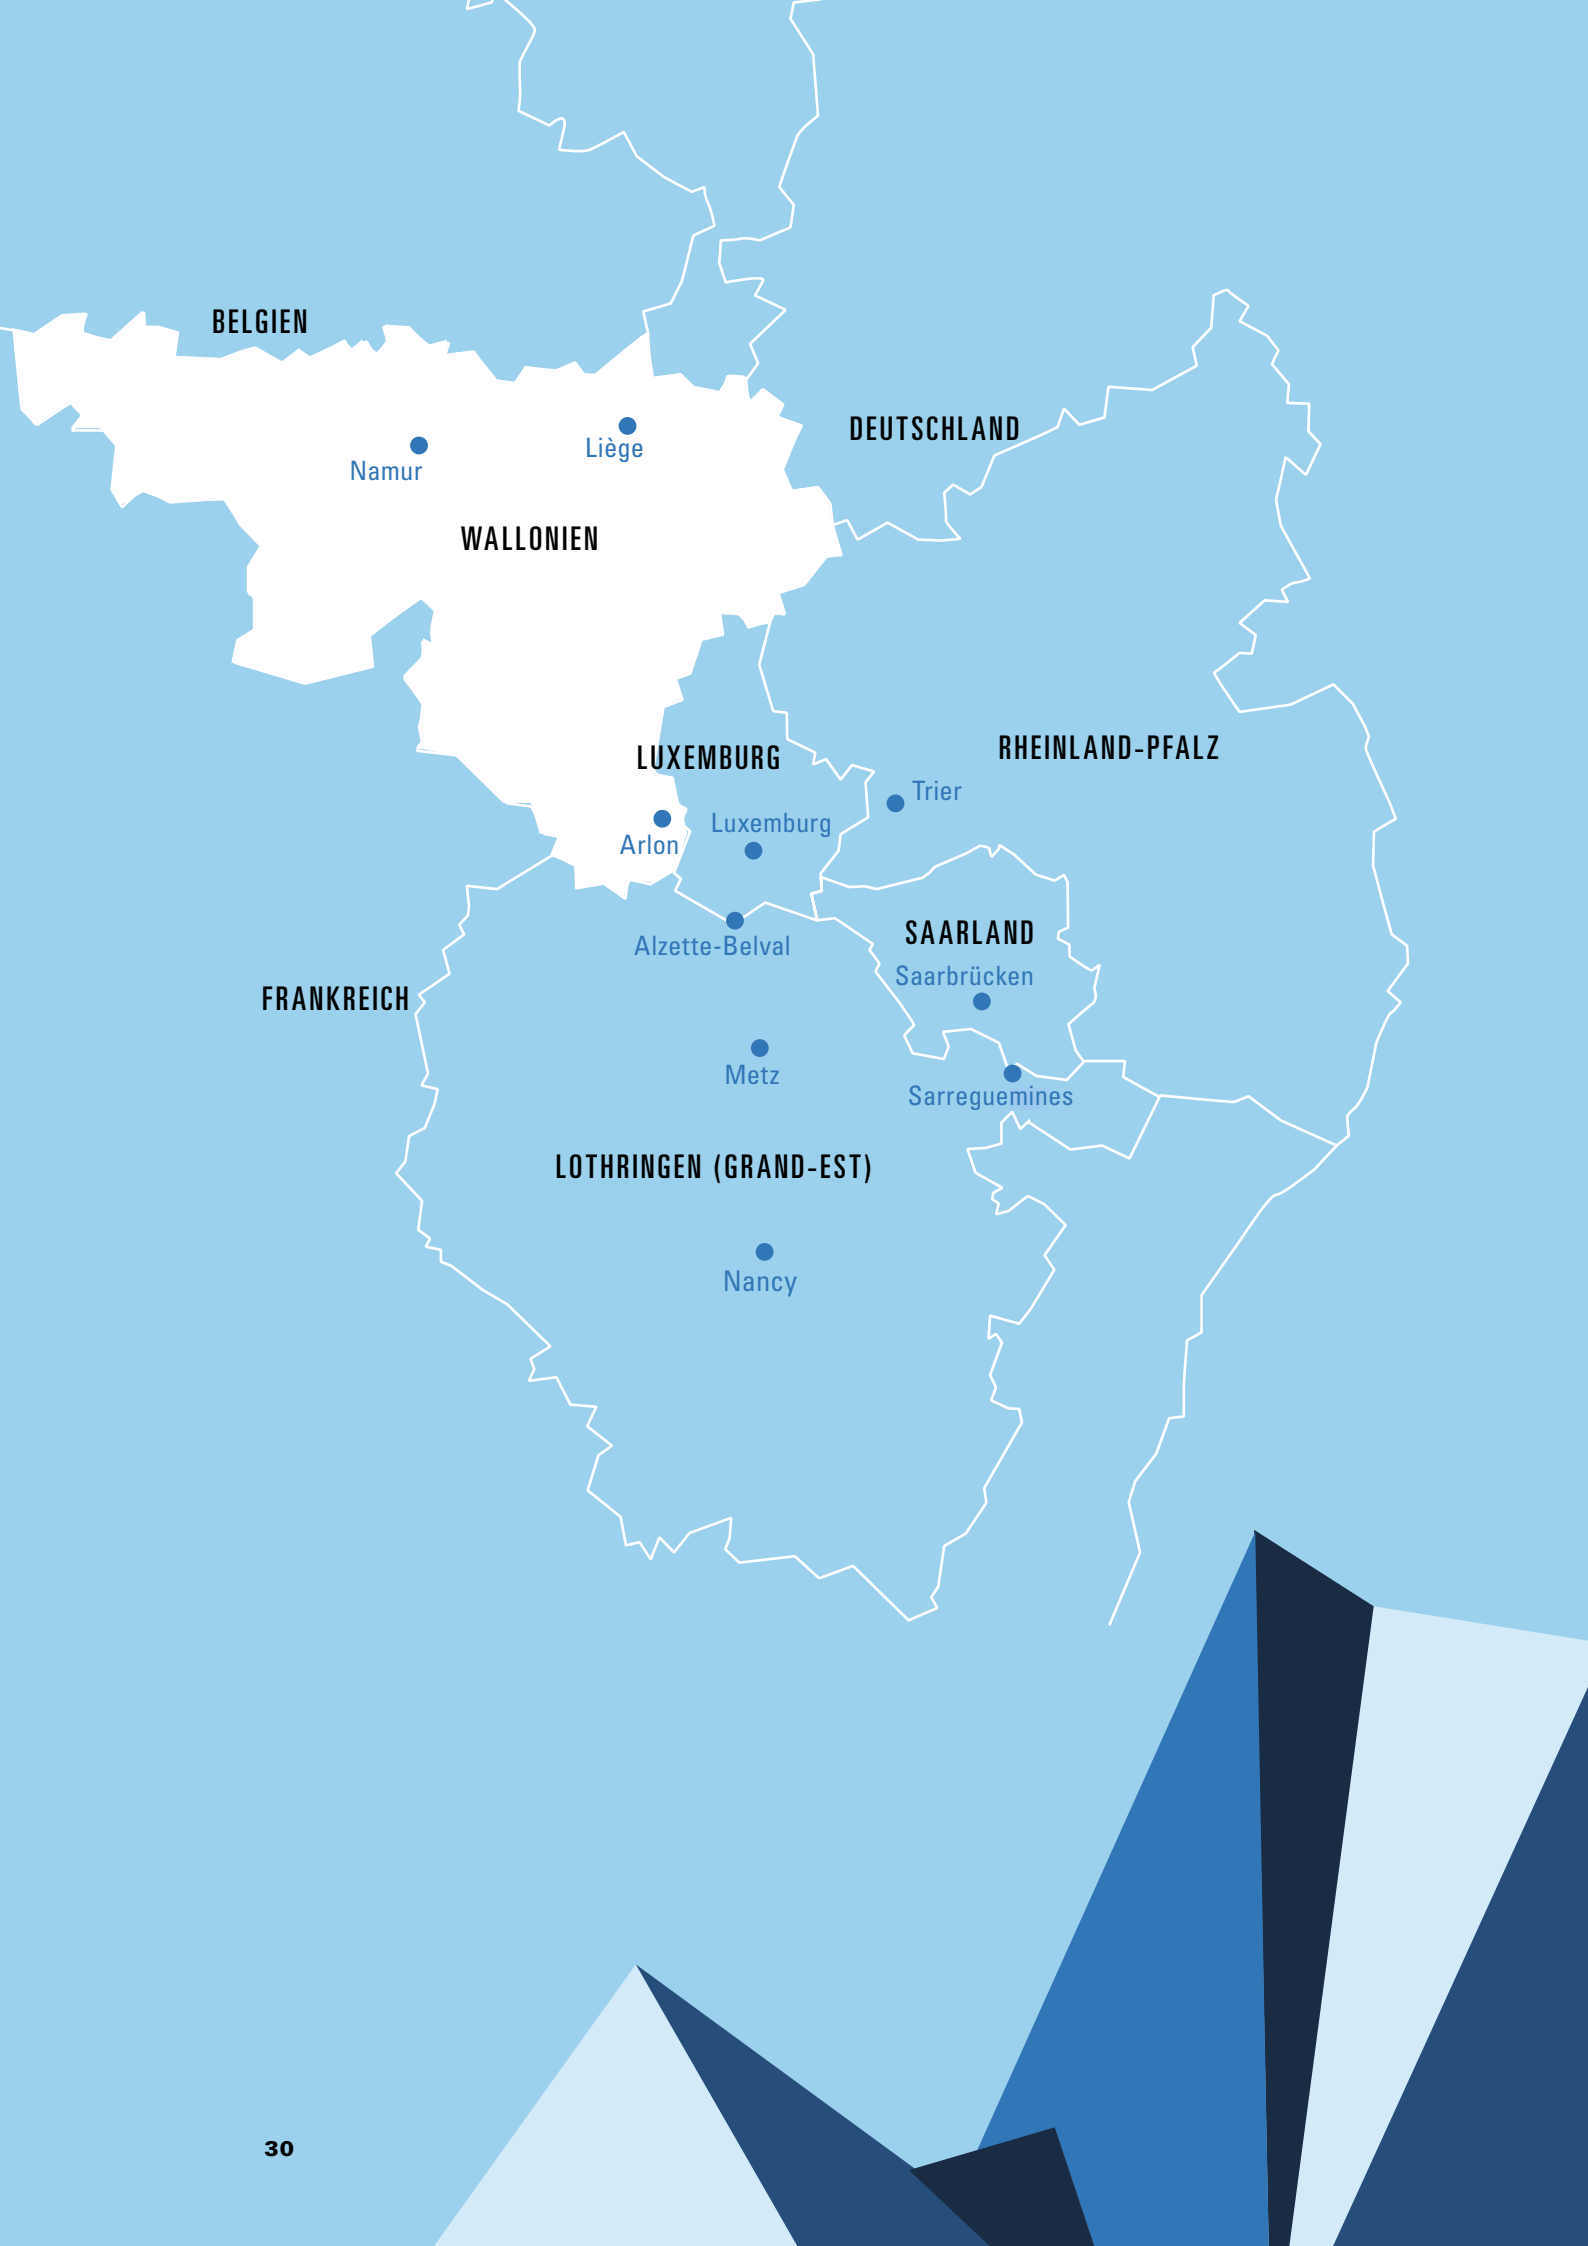 BELGIEN
DEUTSCHLAND
Liège
Namur
WALLONIEN
RHEINLAND-PFALZ
LUXEMBURG
Trier
Luxemburg
Arlon
SAARLAND
Alzette-Belval
Saarbrücken
FRANKREICH
Metz
Sarreguemines
LOTHRINGEN (GRAND-EST)
Nancy
30